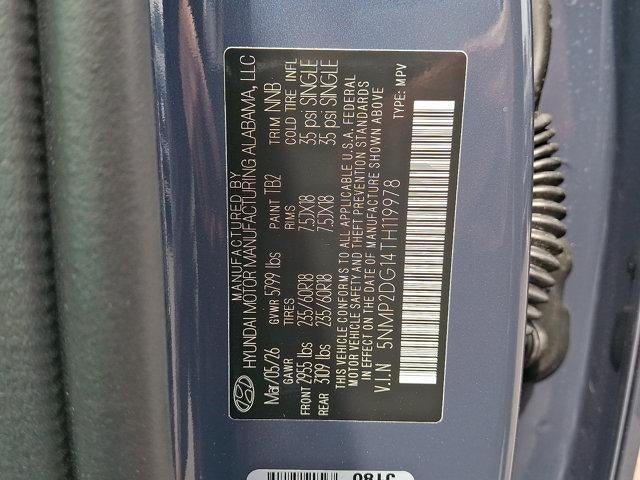 MANUFACTURED BY
HYUNDAI MOTOR MANUFACTURING ALABAMA, LLC
Mar/05/26 GVWR 5799 lbs PAINT TB2 TRIM NNB
GAWR TIRES RIMS COLD TIRE INFL
FRONT 2955 lbs 235/60R18 7.5JX18 35 psi SINGLE
REAR 3109 lbs 235/60R18 7.5JX18 35 psi SINGLE
THIS VEHICLE CONFORMS TO ALL APPLICABLE U.S.A. FEDERAL
MOTOR VEHICLE SAFETY AND THEFT PREVENTION STANDARDS
IN EFFECT ON THE DATE OF MANUFACTURE SHOWN ABOVE
V.I.N 5NMP2DG14TH119978 TYPE: MPV